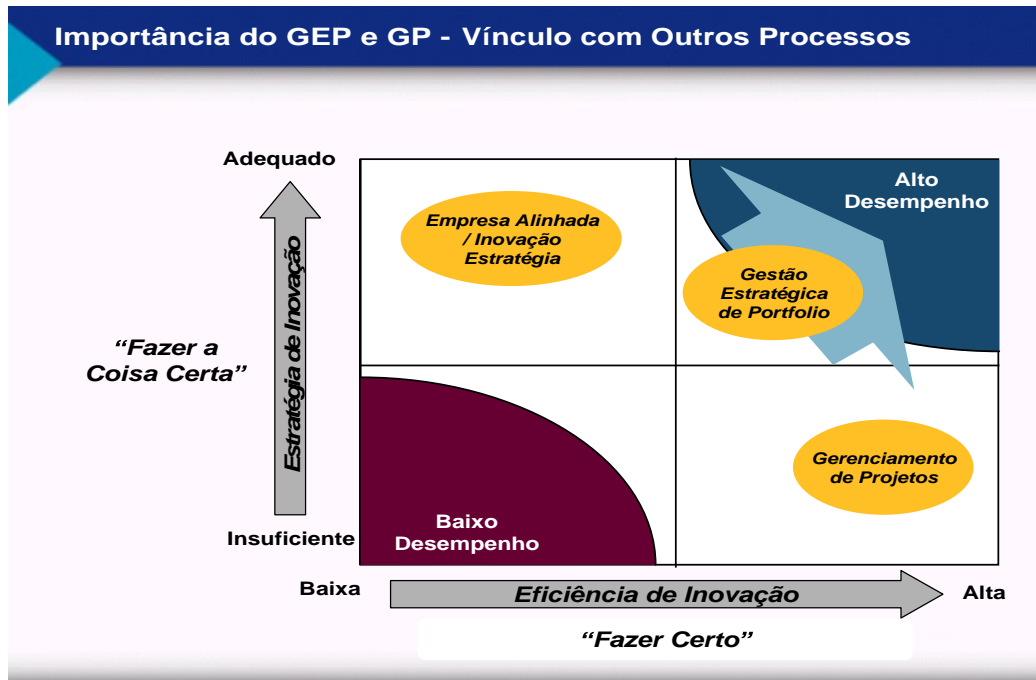 Importância do GEP e GP - Vínculo com Outros Processos
Adequado
Alto
Desempenho
Empresa Alinhada
/ Inovação
Estratégia
Gestão
Estratégica
de Portfolio
Estratégia de Inovação
“Fazer a
Coisa Certa”
Gerenciamento
de Projetos
Baixo
Desempenho
Insuficiente
Baixa
Eficiência de Inovação
Alta
“Fazer Certo”